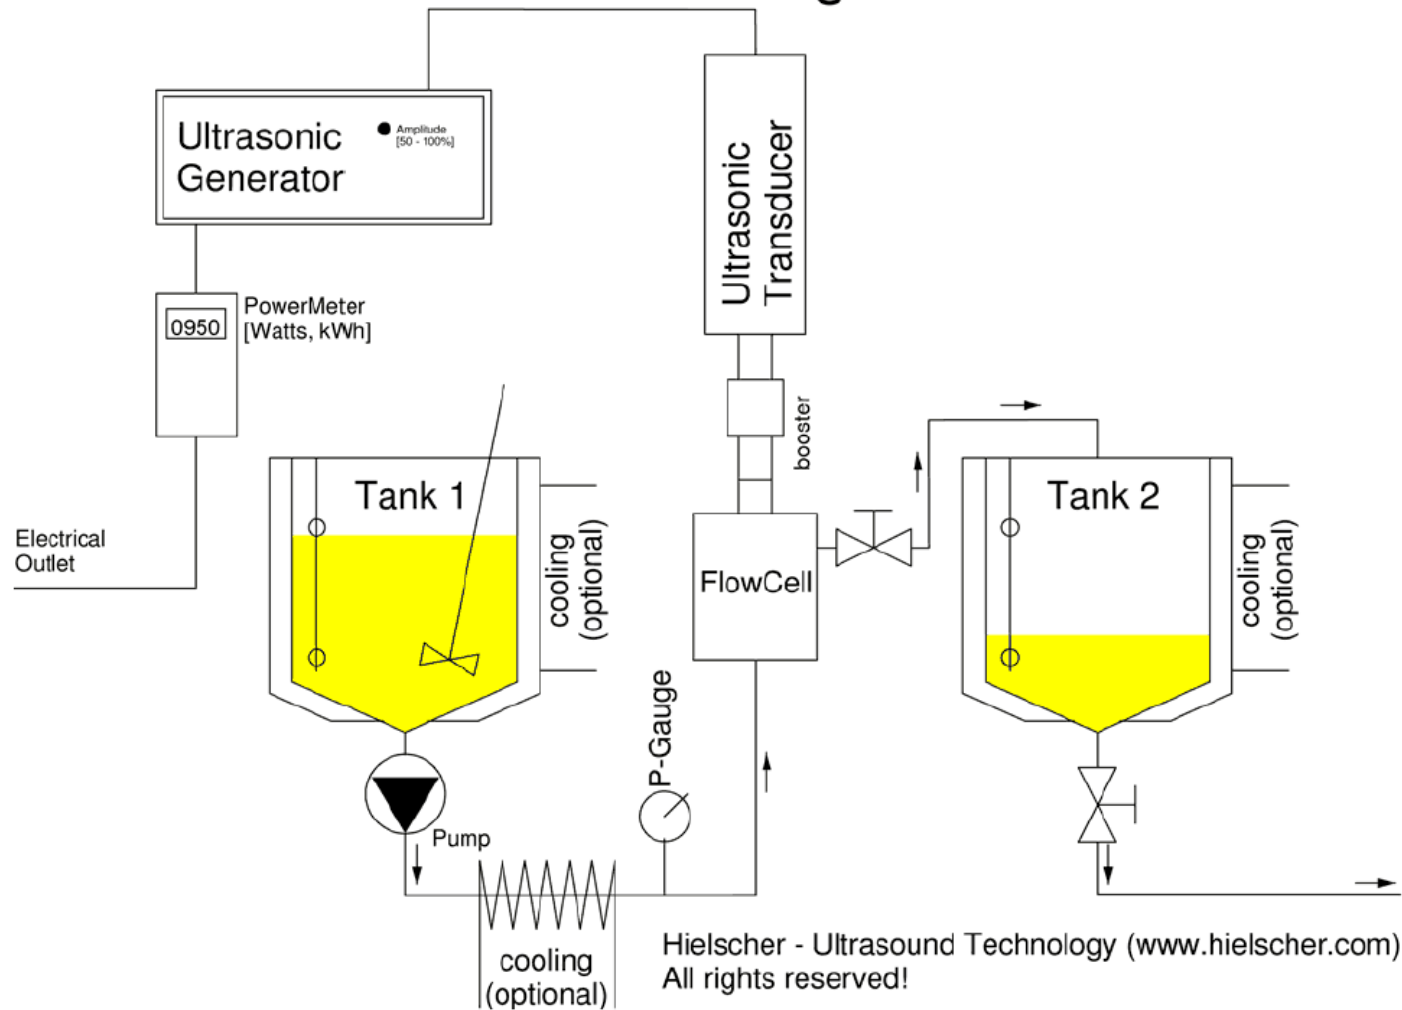 Ultrasonic
Generator
Amplitude
[50 - 100%]
Ultrasonic
Transducer
0950
PowerMeter
[Watts, kWh]
booster
Tank 1
Tank 2
Electrical
Outlet
cooling
(optional)
FlowCell
cooling
(optional)
P-Gauge
Pump
cooling
(optional)
Hielscher - Ultrasound Technology (www.hielscher.com)
All rights reserved!